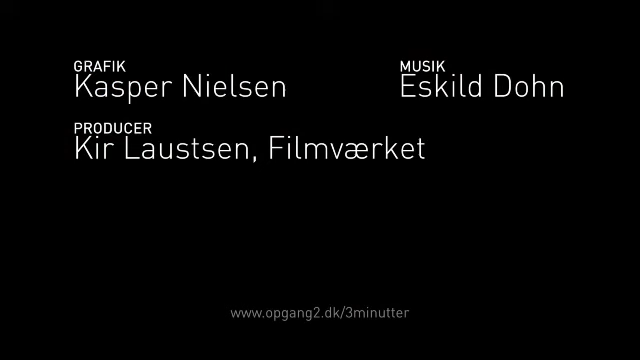 GRAFIK
Kasper Nielsen
MUSIK
Eskild Dohn
PRODUCER
Kir Laustsen, Filmværket
www.opgang2.dk/3minutter